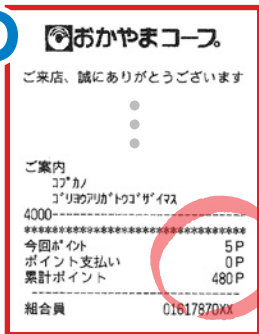 おかやまコープ。
ご来店、誠にありがとうございます
ご案内
コプカノ
ゴリヨウアリガトウゴザイマス
4000--------------------
********************************
今回ポイント 5P
ポイント支払い 0P
累計ポイント 480P
組合員 01617870XX